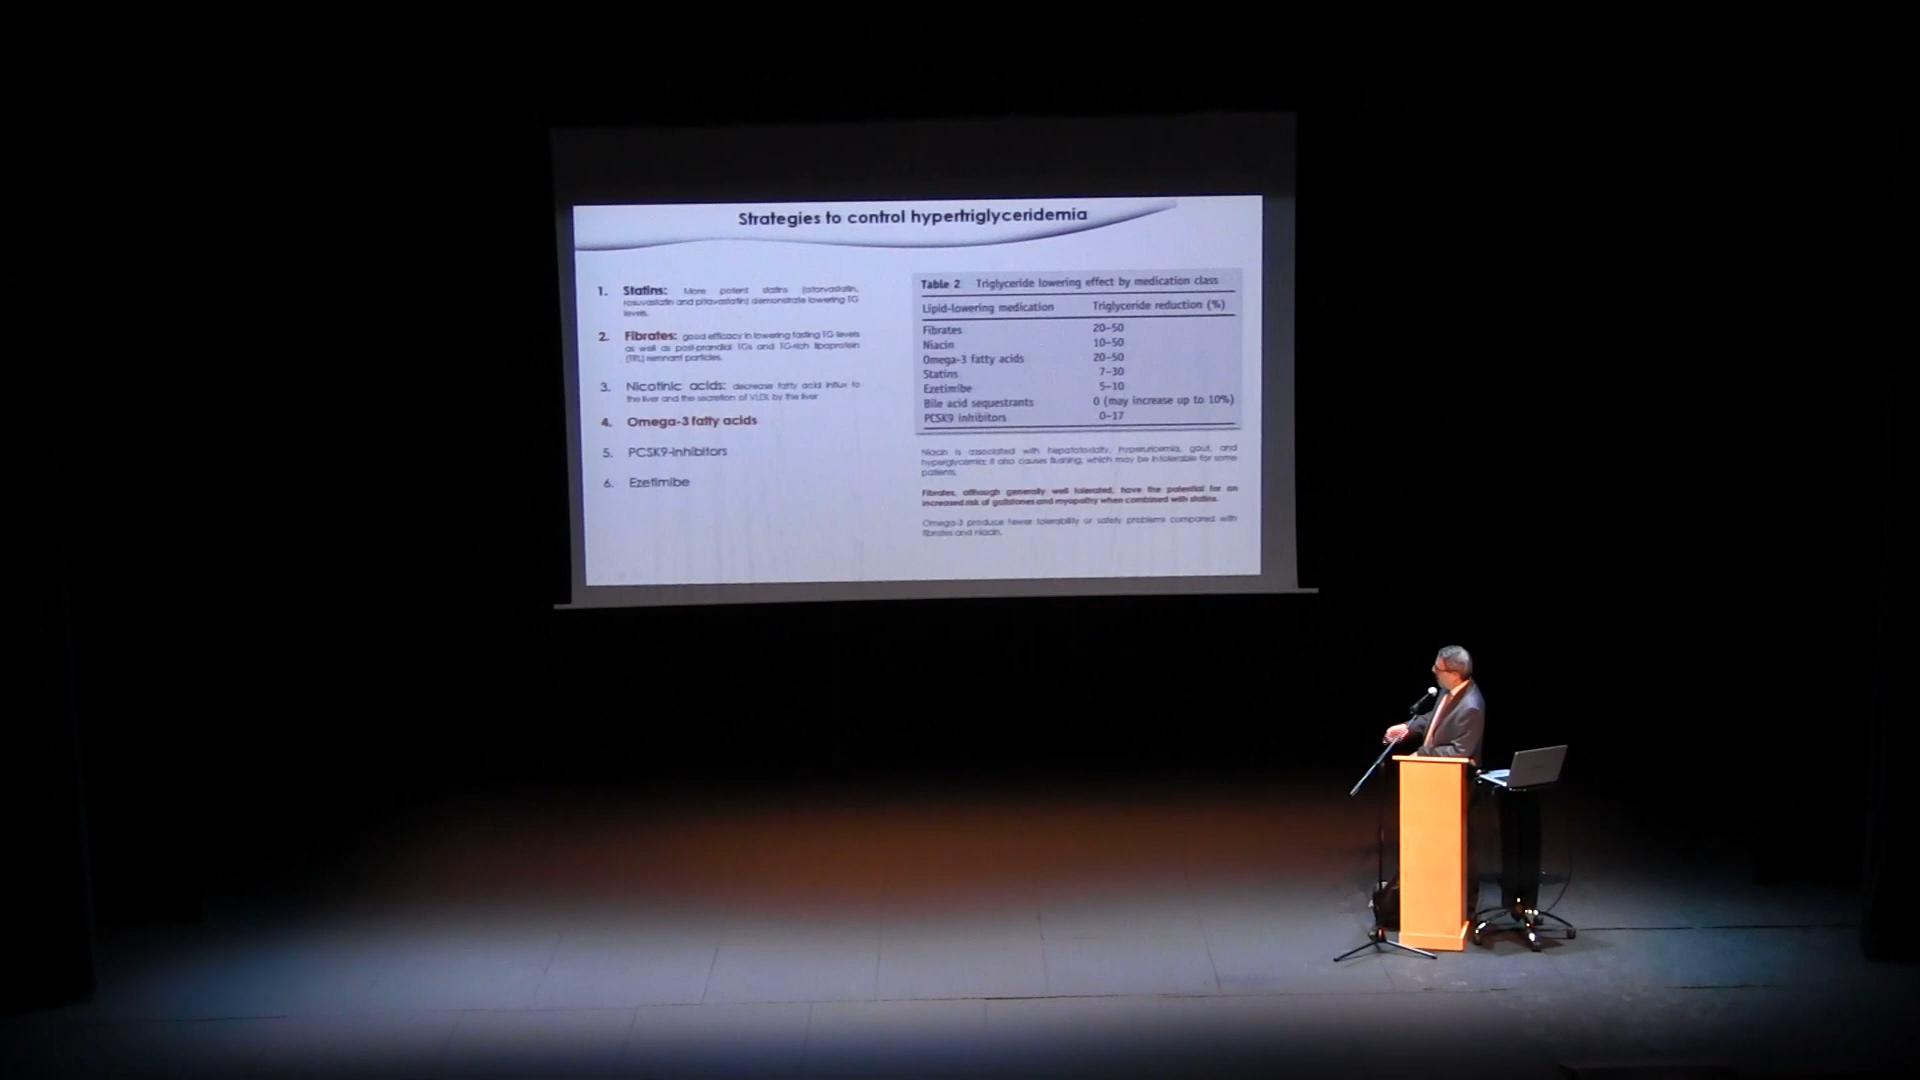 Strategies to control hypertriglyceridemia
1. Statins: More potent statins (atorvastatin,
rosuvastatin and pitavastatin) demonstrate lowering TG
levels.
2. Fibrates: good efficacy in lowering fasting TG levels
as well as post-prandial TGs and TG-rich lipoprotein
(TRL) remnant particles.
3. Nicotinic acids: decrease fatty acid influx to
the liver and the secretion of VLDL by the liver
4. Omega-3 fatty acids
5. PCSK9-inhibitors
6. Ezetimibe
Table 2 Triglyceride lowering effect by medication class
Lipid-lowering medication Triglyceride reduction (%)
Fibrates 20–50
Niacin 10–50
Omega-3 fatty acids 20–50
Statins 7–30
Ezetimibe 5–10
Bile acid sequestrants 0 (may increase up to 10%)
PCSK9 inhibitors 0–17
Niacin is associated with hepatotoxicity, hyperuricemia, gout, and
hyperglycemia; it also causes flushing, which may be intolerable for some
patients.
Fibrates, although generally well tolerated, have the potential for an
increased risk of gallstones and myopathy when combined with statins.
Omega-3 produce fewer tolerability or safety problems compared with
fibrates and niacin.